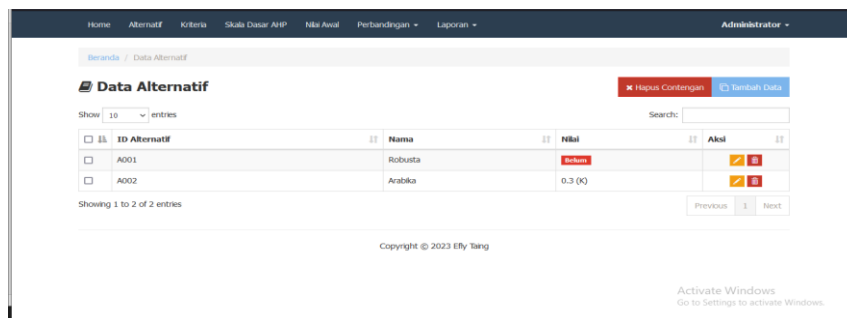 Home Alternatif Kriteria Skala Dasar AHP Nilai Awal Perbandingan Laporan Administrator
Beranda / Data Alternatif
Data Alternatif
Hapus Contengan Tambah Data
Show 10 entries Search:
ID Alternatif Nama Nilai Aksi
A001 Robusta Belum
A002 Arabika 0.3 (K)
Showing 1 to 2 of 2 entries Previous 1 Next
Copyright © 2023 Efly Taing
Activate Windows
Go to Settings to activate Windows.